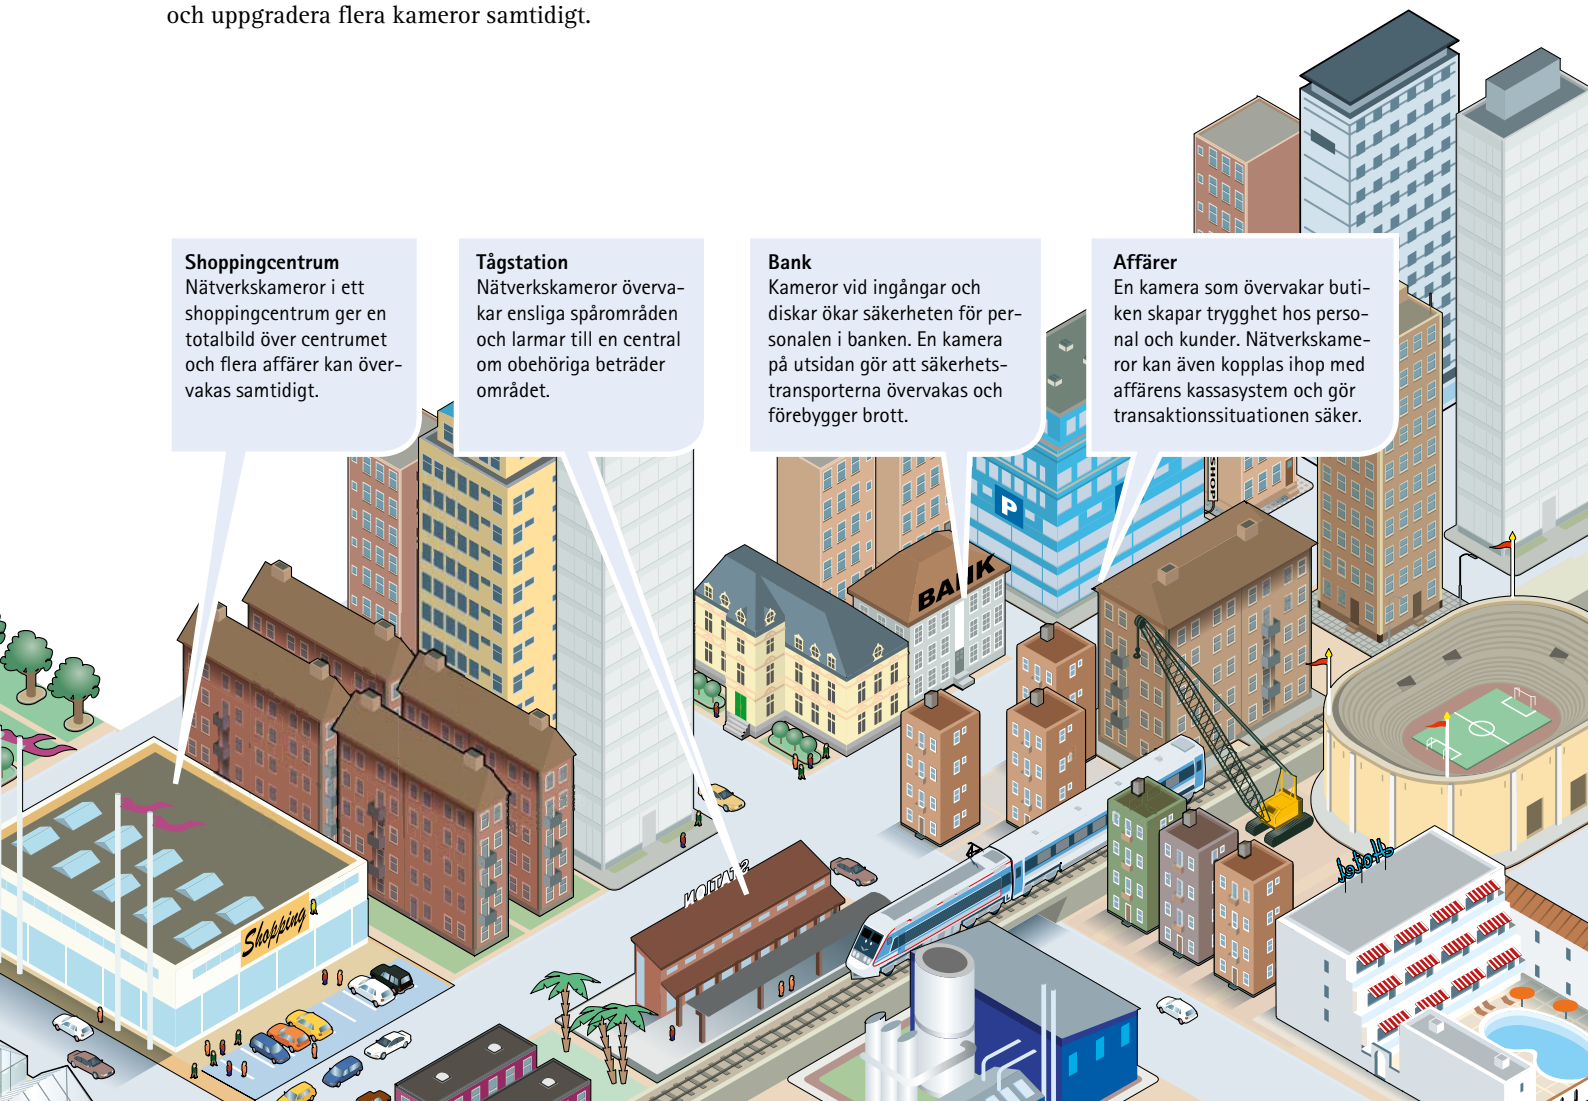 och uppgradera flera kameror samtidigt.
Shoppingcentrum
Nätverkskameror i ett
shoppingcentrum ger en
totalbild över centrumet
och flera affärer kan över-
vakas samtidigt.
Tågstation
Nätverkskameror överva-
kar ensliga spårområden
och larmar till en central
om obehöriga beträder
området.
Bank
Kameror vid ingångar och
diskar ökar säkerheten för per-
sonalen i banken. En kamera
på utsidan gör att säkerhets-
transporterna övervakas och
förebygger brott.
Affärer
En kamera som övervakar buti-
ken skapar trygghet hos perso-
nal och kunder. Nätverkskame-
ror kan även kopplas ihop med
affärens kassasystem och gör
transaktionssituationen säker.
SHOP
P
BANK
STATION
Shopping
Hotell